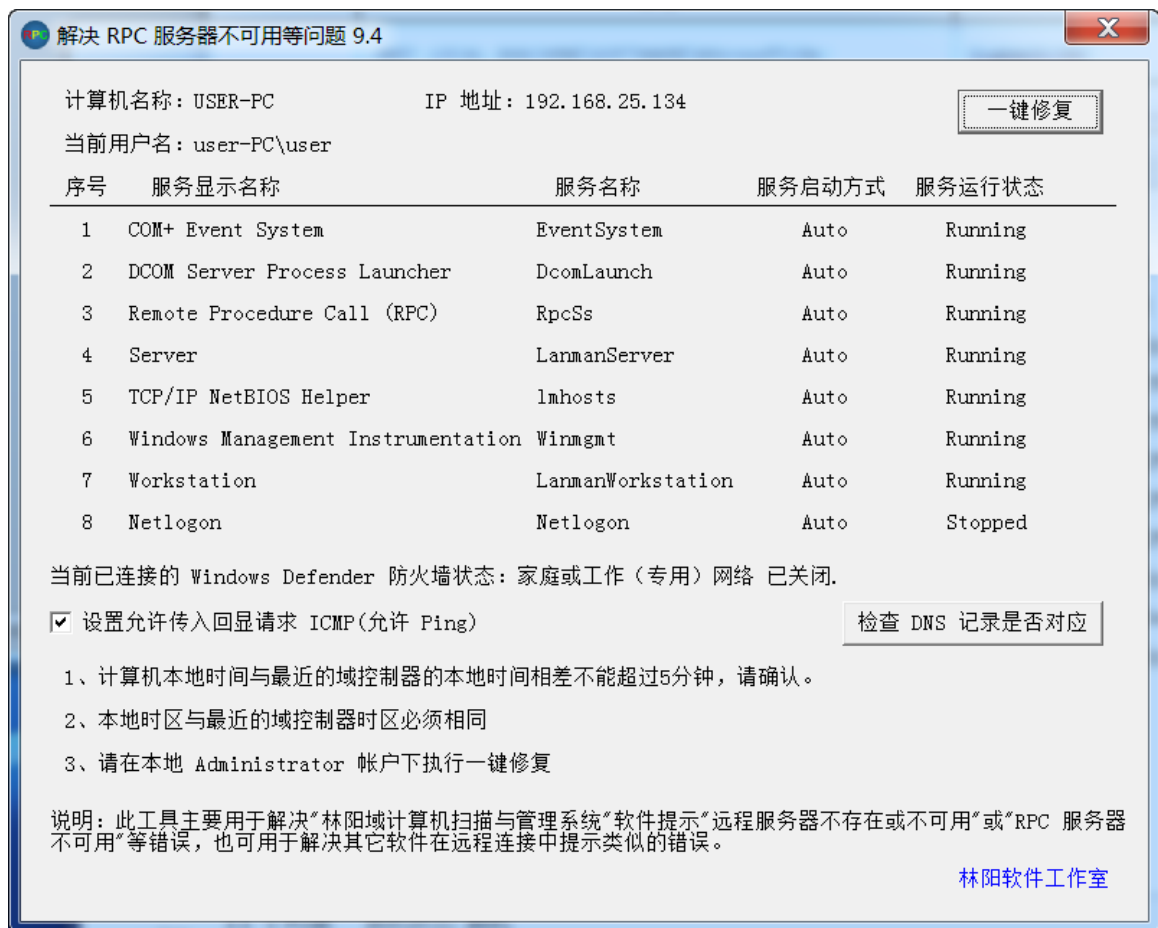 RPC 解决 RPC 服务器不可用等问题 9.4
计算机名称: USER-PC IP 地址: 192.168.25.134
一键修复
当前用户名: user-PC\user
序号 服务显示名称 服务名称 服务启动方式 服务运行状态
1 COM+ Event System EventSystem Auto Running
2 DCOM Server Process Launcher DcomLaunch Auto Running
3 Remote Procedure Call (RPC) RpcSs Auto Running
4 Server LanmanServer Auto Running
5 TCP/IP NetBIOS Helper lmhosts Auto Running
6 Windows Management Instrumentation Winmgmt Auto Running
7 Workstation LanmanWorkstation Auto Running
8 Netlogon Netlogon Auto Stopped
当前已连接的 Windows Defender 防火墙状态: 家庭或工作（专用）网络 已关闭.
设置允许传入回显请求 ICMP(允许 Ping)
检查 DNS 记录是否对应
1、计算机本地时间与最近的域控制器的本地时间相差不能超过5分钟，请确认。
2、本地时区与最近的域控制器时区必须相同
3、请在本地 Administrator 帐户下执行一键修复
说明: 此工具主要用于解决"林阳域计算机扫描与管理系统"软件提示"远程服务器不存在或不可用"或"RPC 服务器
不可用"等错误，也可用于解决其它软件在远程连接中提示类似的错误。
林阳软件工作室